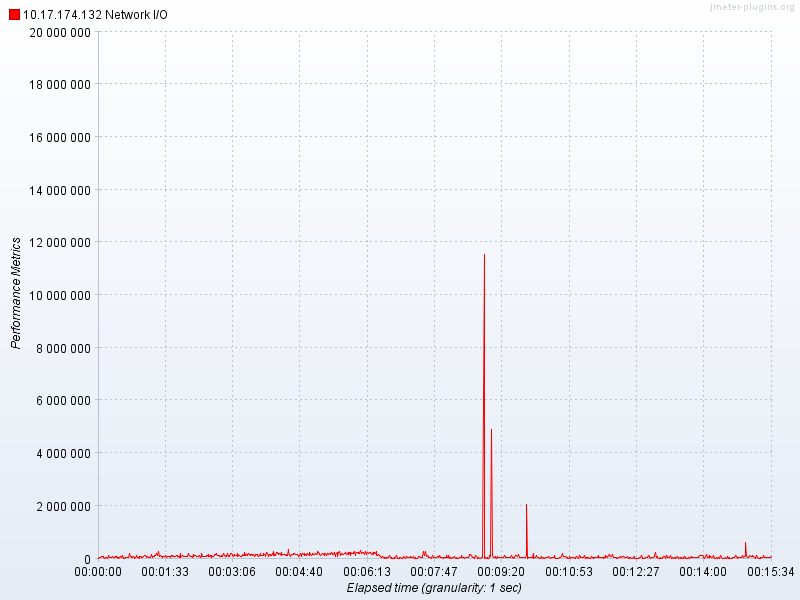 jmeter-plugins.org
10.17.174.132 Network I/O
20 000 000
18 000 000
16 000 000
14 000 000
12 000 000
10 000 000
8 000 000
6 000 000
4 000 000
2 000 000
0
Performance Metrics
00:00:00 00:01:33 00:03:06 00:04:40 00:06:13 00:07:47 00:09:20 00:10:53 00:12:27 00:14:00 00:15:34
Elapsed time (granularity: 1 sec)